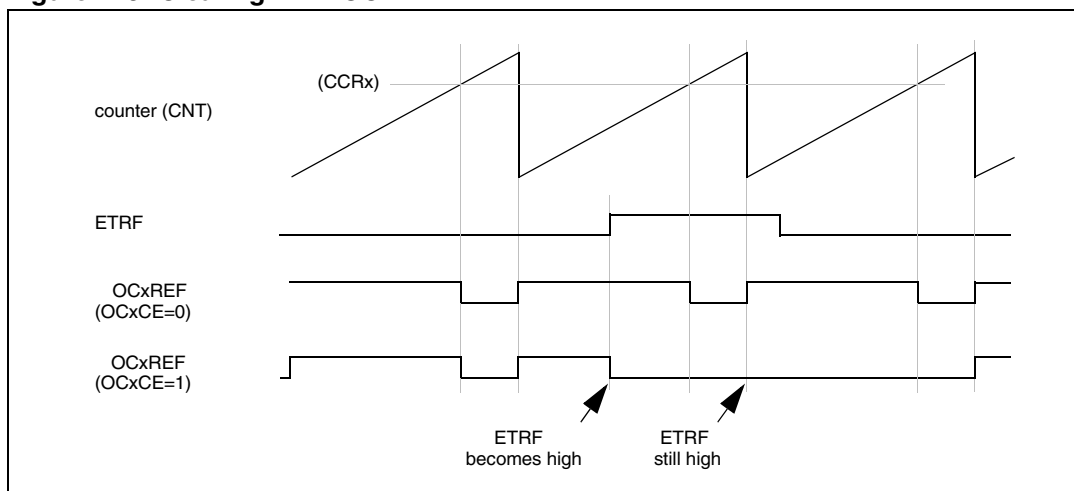 (CCRx)
counter (CNT)
ETRF
OCxREF
(OCxCE=0)
OCxREF
(OCxCE=1)
ETRF
becomes high
ETRF
still high